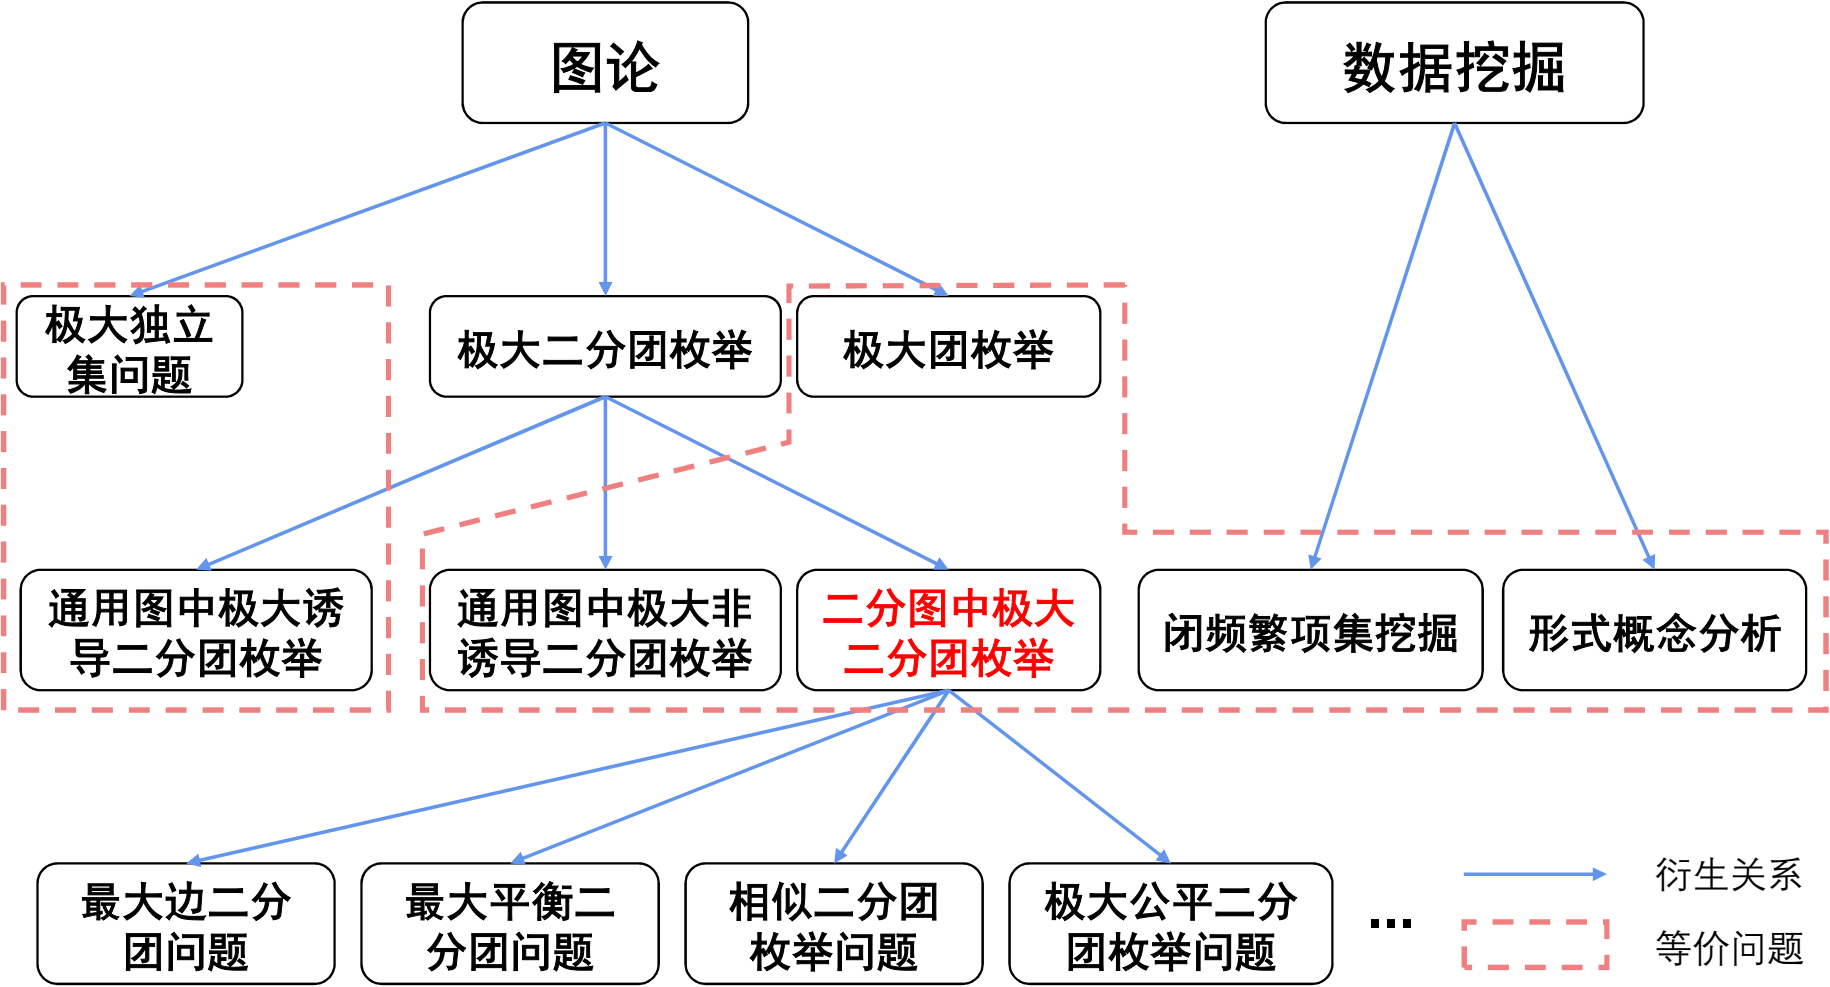 图论
数据挖掘
极大独立
集问题
极大二分团枚举
极大团枚举
通用图中极大诱
导二分团枚举
通用图中极大非
诱导二分团枚举
二分图中极大
二分团枚举
闭频繁项集挖掘
形式概念分析
最大边二分
团问题
最大平衡二
分团问题
相似二分团
枚举问题
极大公平二分
团枚举问题
...
衍生关系
等价问题